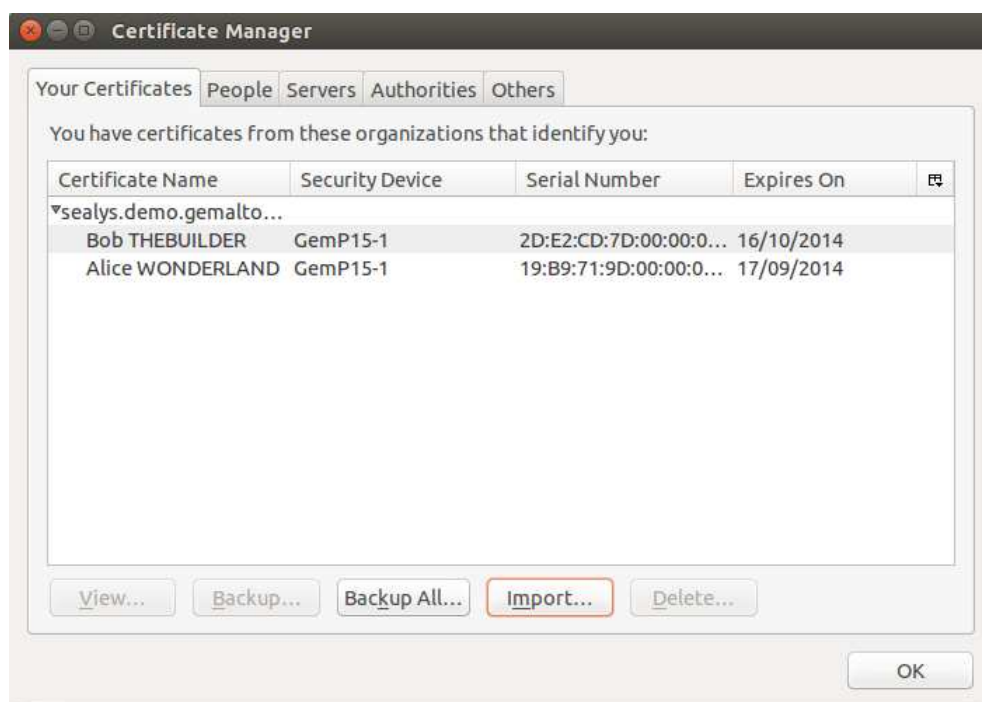 Certificate Manager
Your Certificates People Servers Authorities Others
You have certificates from these organizations that identify you:
Certificate Name Security Device Serial Number Expires On
sealys.demo.gemalto...
Bob THEBUILDER GemP15-1 2D:E2:CD:7D:00:00:0... 16/10/2014
Alice WONDERLAND GemP15-1 19:B9:71:9D:00:00:0... 17/09/2014
View... Backup... Backup All... Import... Delete...
OK